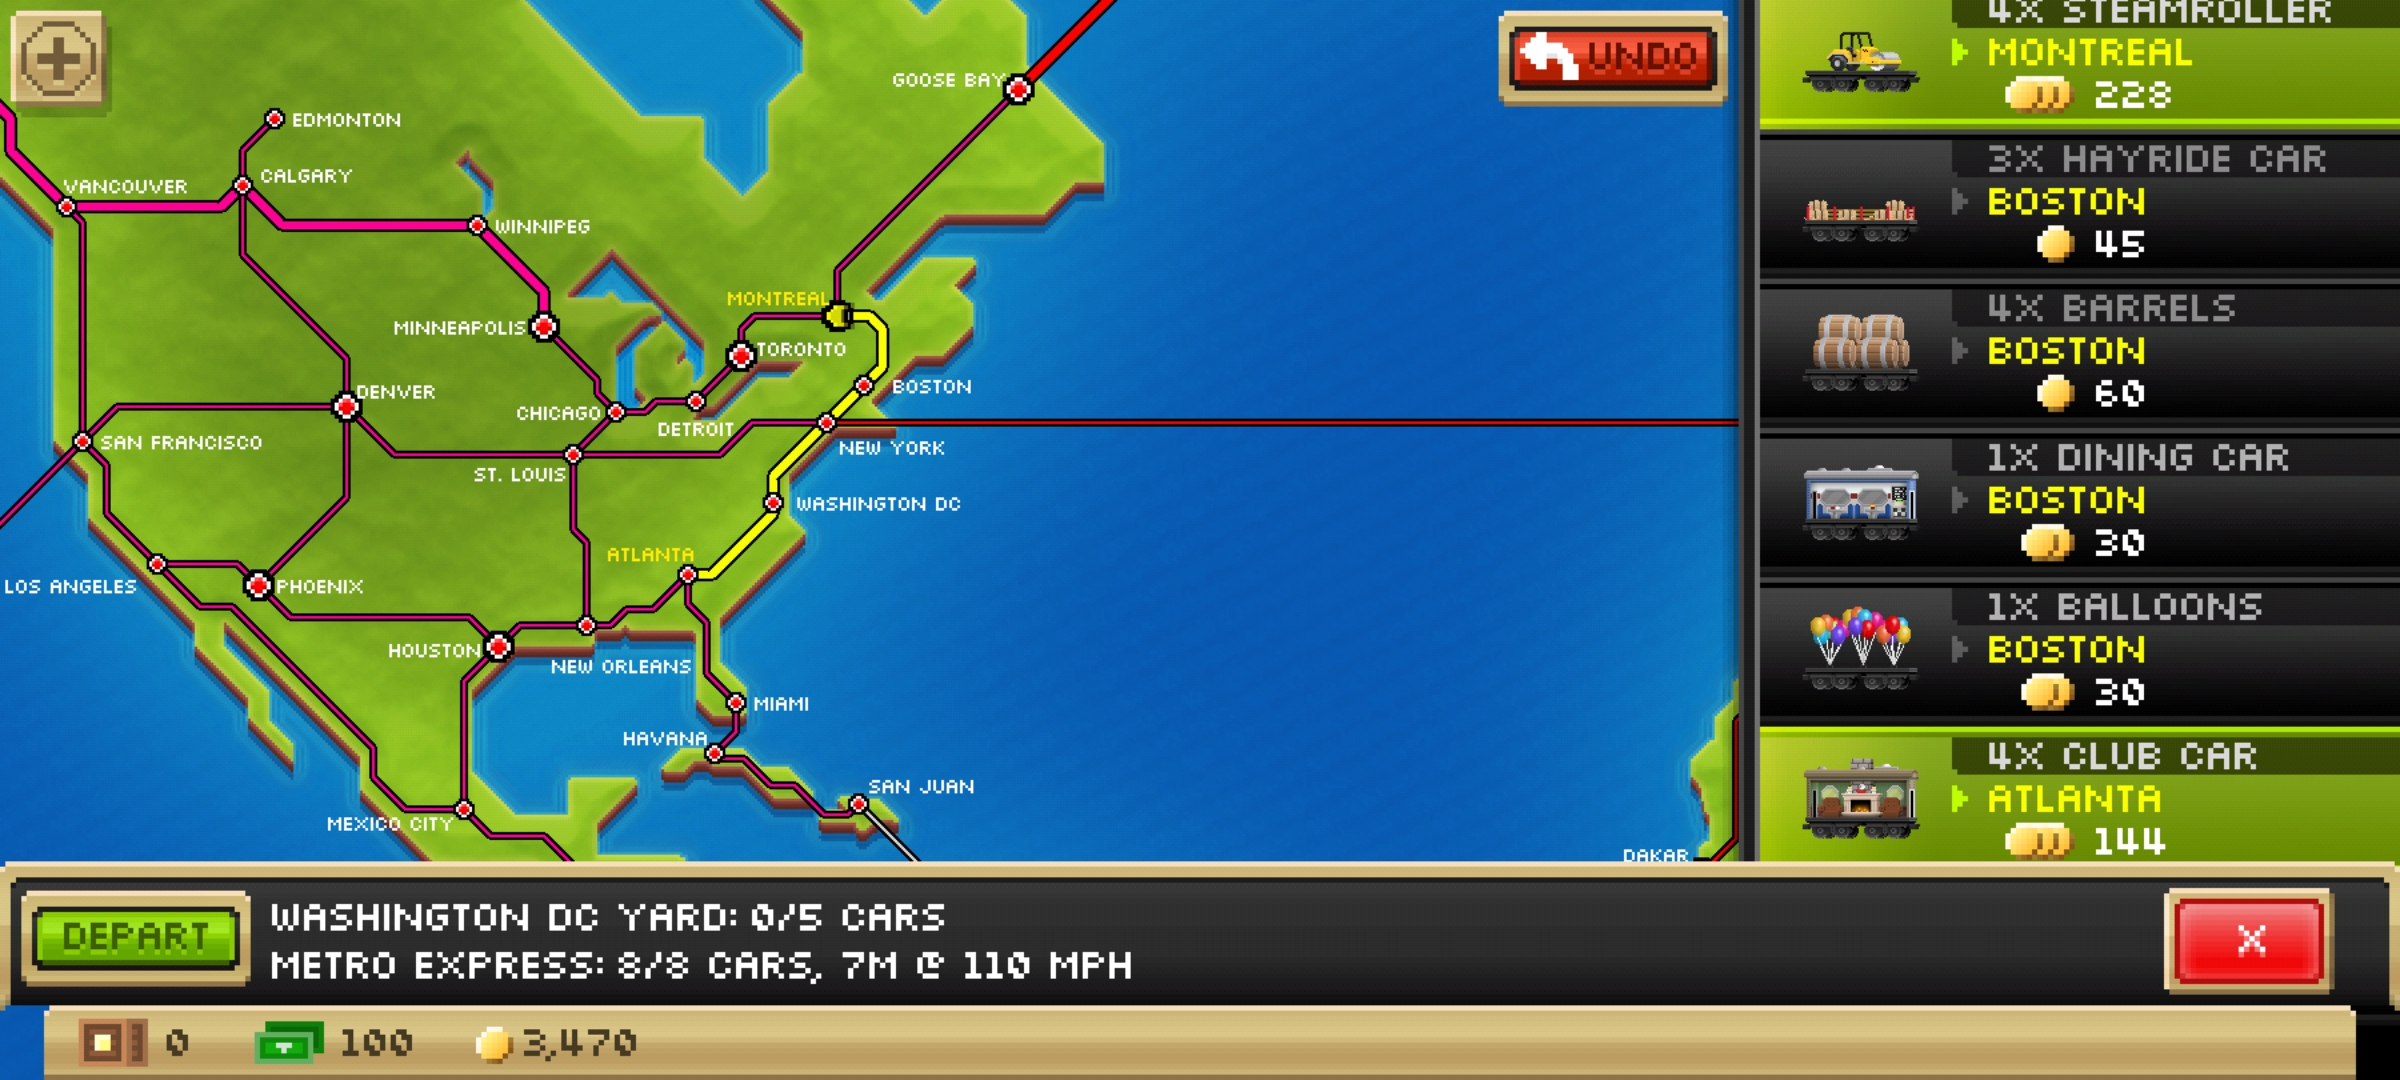 GOOSE BAY
EDMONTON
CALGARY
VANCOUVER
WINNIPEG
MONTREAL
MINNEAPOLIS
TORONTO
BOSTON
DENVER
CHICAGO
DETROIT
SAN FRANCISCO
NEW YORK
ST. LOUIS
WASHINGTON DC
ATLANTA
LOS ANGELES
PHOENIX
HOUSTON
NEW ORLEANS
MIAMI
HAVANA
SAN JUAN
MEXICO CITY
DAKAR
UNDO
4X STEAMROLLER
MONTREAL
228
3X HAYRIDE CAR
BOSTON
45
4X BARRELS
BOSTON
60
1X DINING CAR
BOSTON
30
1X BALLOONS
BOSTON
30
4X CLUB CAR
ATLANTA
144
DEPART
WASHINGTON DC YARD: 0/5 CARS
METRO EXPRESS: 8/8 CARS, 7M @ 110 MPH
X
0
100
3,470